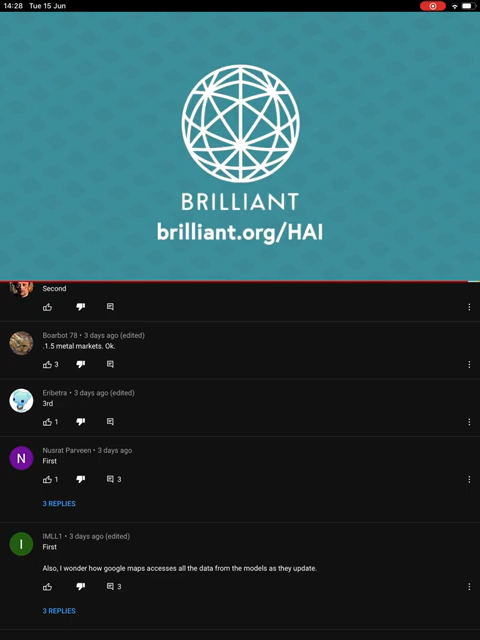 14:28 Tue 15 Jun
BRILLIANT
brilliant.org/HAI
Second
Boarbot 78 • 3 days ago (edited)
.1.5 metal markets. Ok.
3
Eribetra • 3 days ago (edited)
3rd
1
N
Nusrat Parveen • 3 days ago
First
1 3
3 REPLIES
I
IMLL1 • 3 days ago (edited)
First
Also, I wonder how google maps accesses all the data from the models as they update.
3
3 REPLIES